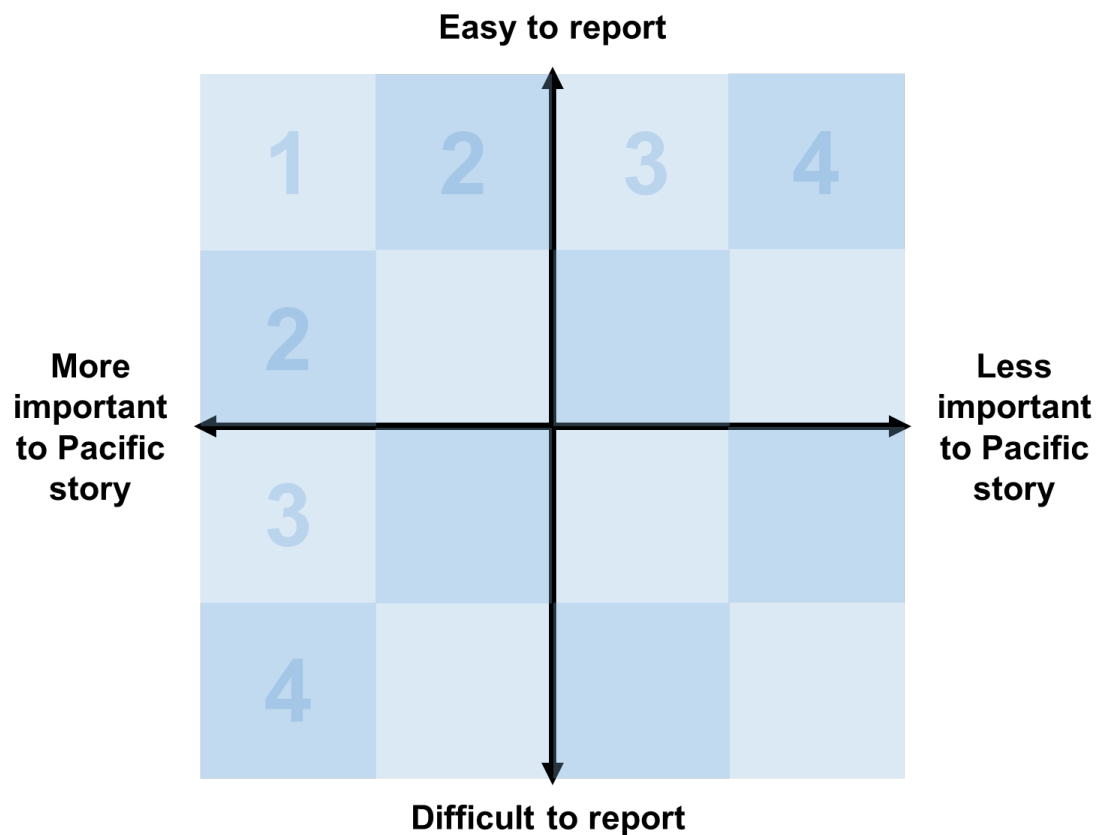 Easy to report
1 2 3 4
2
More
important
to Pacific
story
Less
important
to Pacific
story
3
4
Difficult to report